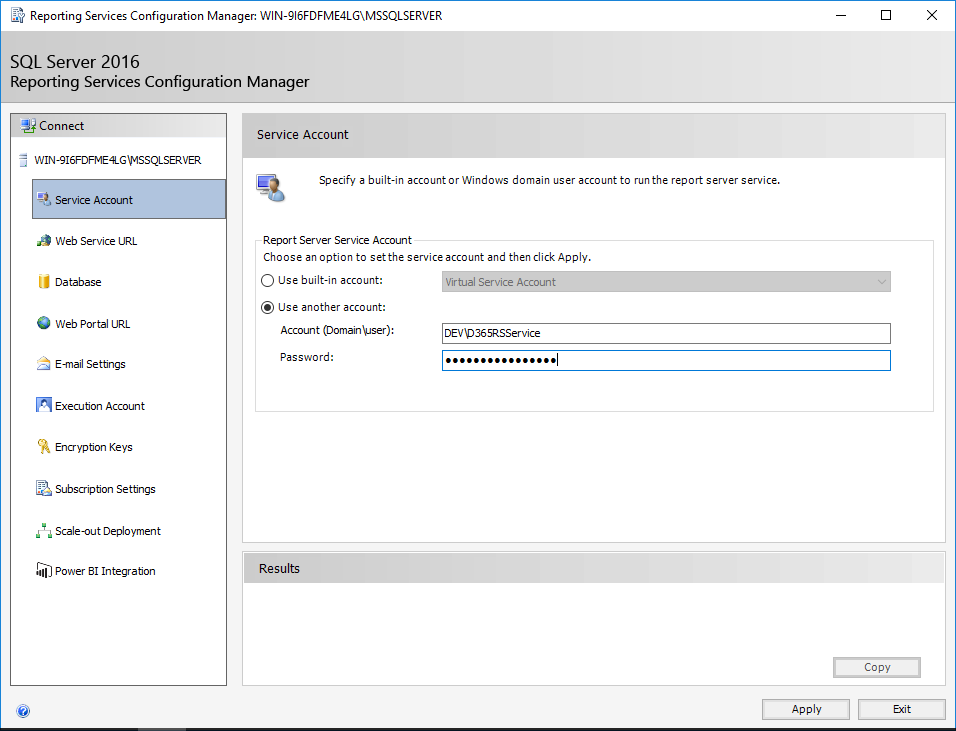 Reporting Services Configuration Manager: WIN-9I6FDFME4LG\MSSQLSERVER
SQL Server 2016
Reporting Services Configuration Manager
Connect
WIN-9I6FDFME4LG\MSSQLSERVER
Service Account
Web Service URL
Database
Web Portal URL
E-mail Settings
Execution Account
Encryption Keys
Subscription Settings
Scale-out Deployment
Power BI Integration
Service Account
Specify a built-in account or Windows domain user account to run the report server service.
Report Server Service Account
Choose an option to set the service account and then click Apply.
Use built-in account:
Virtual Service Account
Use another account:
Account (Domain\user):
DEV\D365RSService
Password:
●●●●●●●●●●●●●●●●
Results
Copy
Apply
Exit